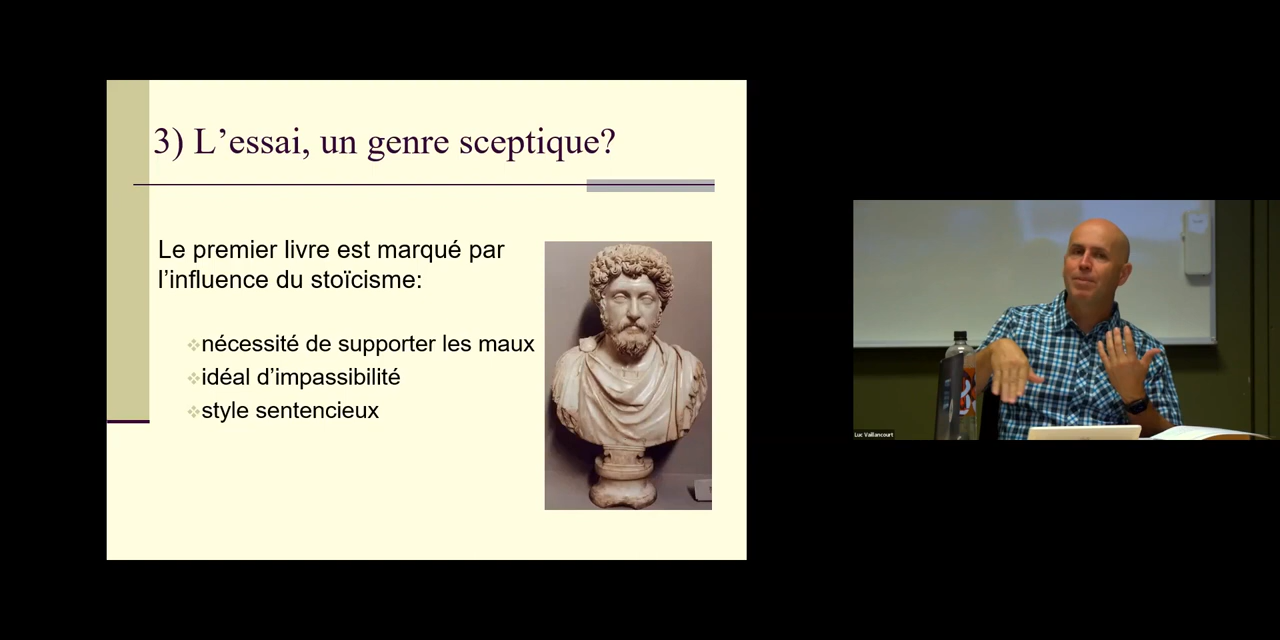 3) L’essai, un genre sceptique?
Le premier livre est marqué par
l’influence du stoïcisme:
nécessité de supporter les maux
idéal d’impassibilité
style sentencieux
Luc Vaillancourt